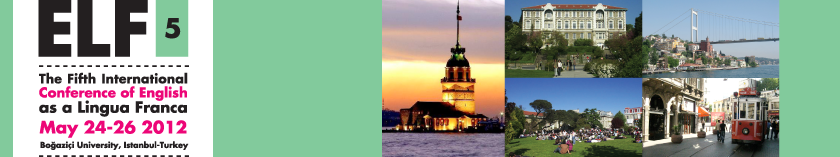 ELF 5
The Fifth International
Conference of English
as a Lingua Franca
May 24-26 2012
Boğaziçi University, Istanbul-Turkey